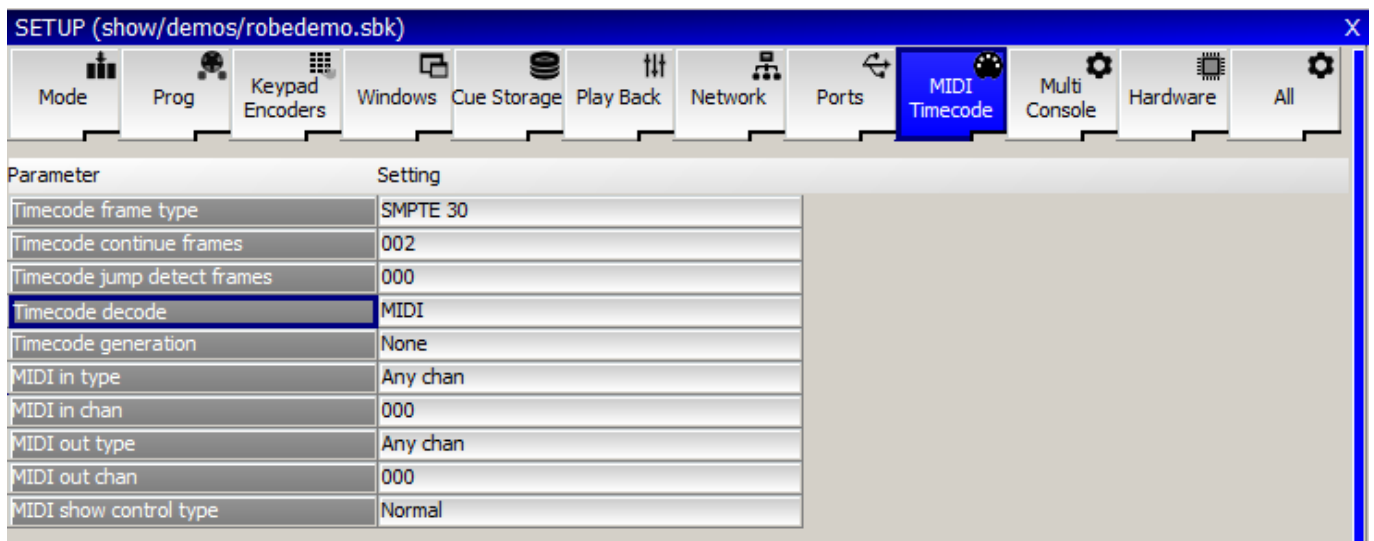 SETUP (show/demos/robedemo.sbk) X
Mode Prog Keypad Encoders Windows Cue Storage Play Back Network Ports MIDI Timecode Multi Console Hardware All
Parameter Setting
Timecode frame type SMPTE 30
Timecode continue frames 002
Timecode jump detect frames 000
Timecode decode MIDI
Timecode generation None
MIDI in type Any chan
MIDI in chan 000
MIDI out type Any chan
MIDI out chan 000
MIDI show control type Normal